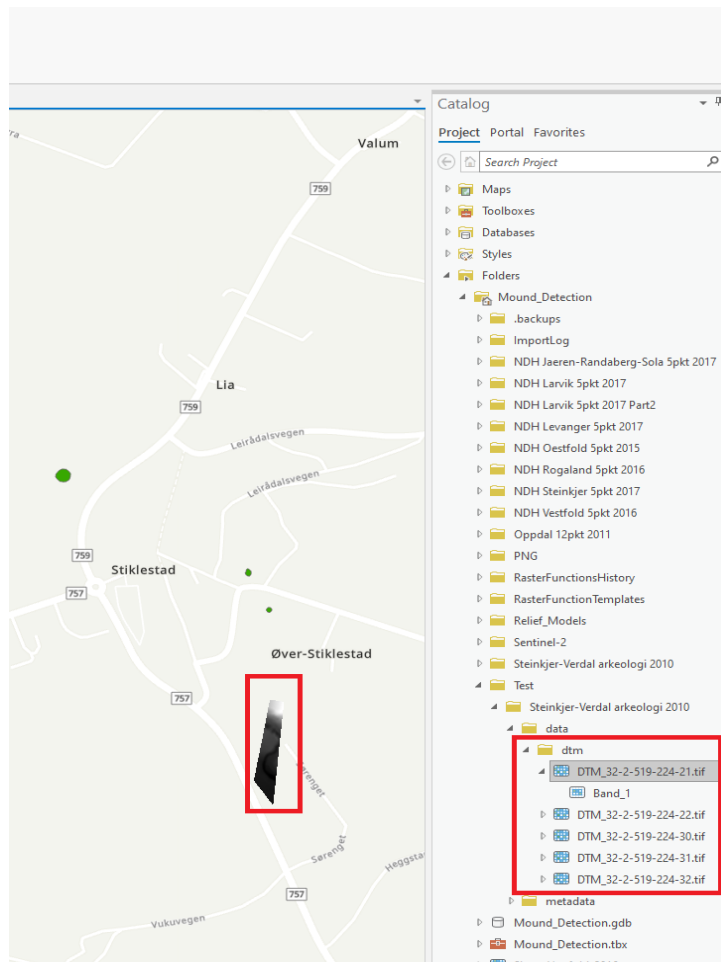 Catalog
Project Portal Favorites
Search Project
Maps
Toolboxes
Databases
Styles
Folders
Mound_Detection
.backups
ImportLog
NDH Jaeren-Randaberg-Sola 5pkt 2017
NDH Larvik 5pkt 2017
NDH Larvik 5pkt 2017 Part2
NDH Levanger 5pkt 2017
NDH Oestfold 5pkt 2015
NDH Rogaland 5pkt 2016
NDH Steinkjer 5pkt 2017
NDH Vestfold 5pkt 2016
Oppdal 12pkt 2011
PNG
RasterFunctionsHistory
RasterFunctionTemplates
Relief_Models
Sentinel-2
Steinkjer-Verdal arkeologi 2010
Test
Steinkjer-Verdal arkeologi 2010
data
dtm
DTM_32-2-519-224-21.tif
Band_1
DTM_32-2-519-224-22.tif
DTM_32-2-519-224-30.tif
DTM_32-2-519-224-31.tif
DTM_32-2-519-224-32.tif
metadata
Mound_Detection.gdb
Mound_Detection.tbx
Valum
759
Lia
759
Leirådalsvegen
Leirådalsvegen
759
Stiklestad
757
Øver-Stiklestad
757
Sørenget
Sørenget
Heggsta
757
Vukuvegen